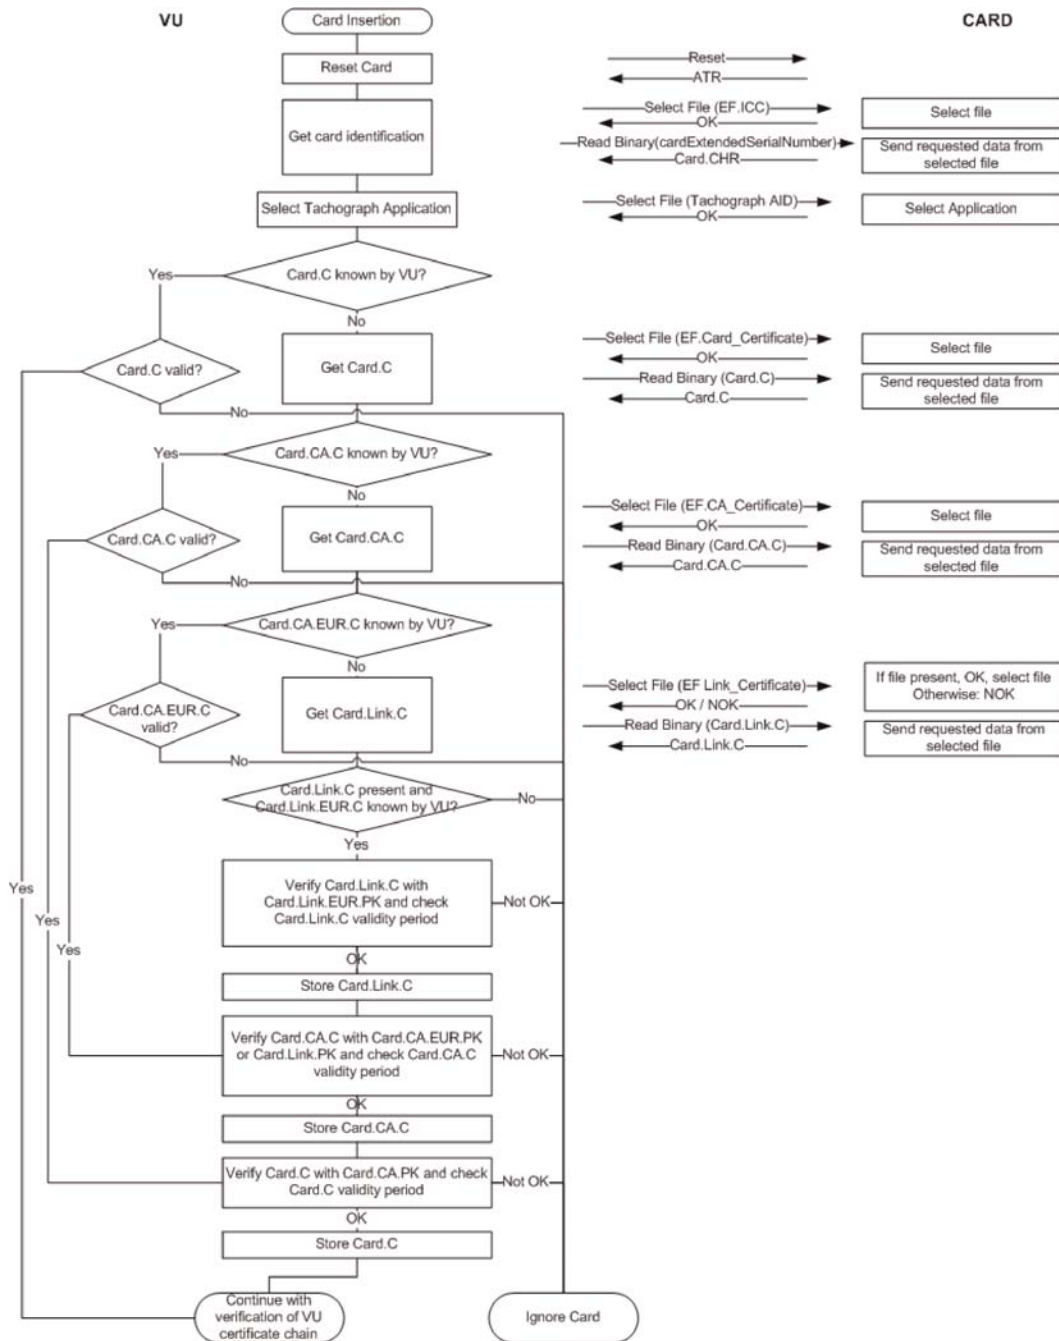 VU
CARD
Card Insertion
Reset Card
Reset
ATR
Get card identification
Select File (EF.ICC)
OK
Select file
Read Binary(cardExtendedSerialNumber)
Card.CHR
Send requested data from
selected file
Select Tachograph Application
Select File (Tachograph AID)
OK
Select Application
Yes
Card.C known by VU?
No
Card.C valid?
Get Card.C
Select File (EF.Card_Certificate)
OK
Select file
Read Binary (Card.C)
Card.C
Send requested data from
selected file
No
Yes
Card.CA.C known by VU?
No
Card.CA.C valid?
Get Card.CA.C
Select File (EF.CA_Certificate)
OK
Select file
Read Binary (Card.CA.C)
Card.CA.C
Send requested data from
selected file
No
Yes
Card.CA.EUR.C known by VU?
No
Card.CA.EUR.C
valid?
Get Card.Link.C
Select File (EF Link_Certificate)
OK / NOK
If file present, OK, select file
Otherwise: NOK
Read Binary (Card.Link.C)
Card.Link.C
Send requested data from
selected file
No
Card.Link.C present and
Card.Link.EUR.C known by VU?
No
Yes
Yes
Yes
Yes
Verify Card.Link.C with
Card.Link.EUR.PK and check
Card.Link.C validity period
Not OK
OK
Store Card.Link.C
Verify Card.CA.C with Card.CA.EUR.PK
or Card.Link.PK and check Card.CA.C
validity period
Not OK
OK
Store Card.CA.C
Verify Card.C with Card.CA.PK and check
Card.C validity period
Not OK
OK
Store Card.C
Continue with
verification of VU
certificate chain
Ignore Card